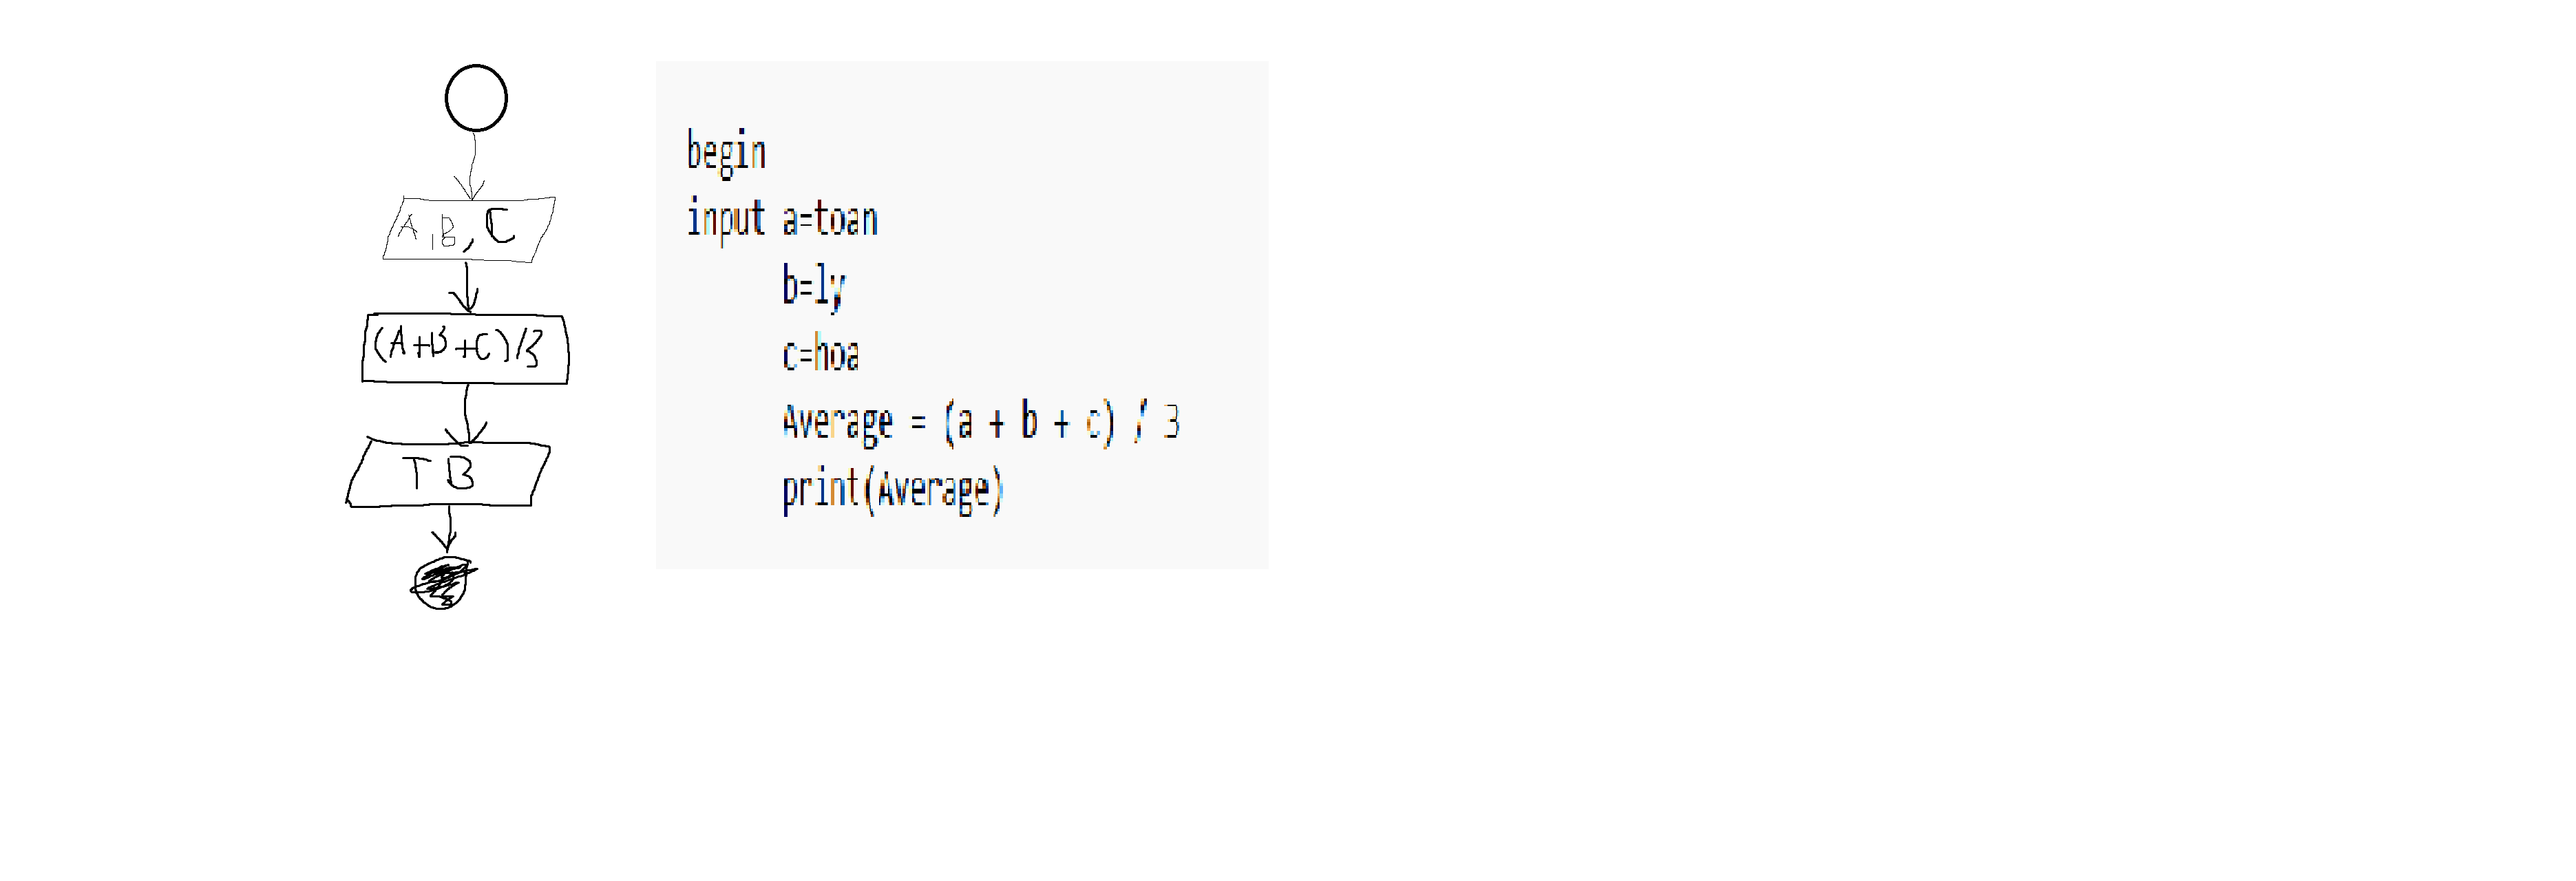 A,B,C
(A+B+C)/3
TB
begin
input a=toan
b=ly
c=hoa
Average = (a + b + c) / 3
print(Average)